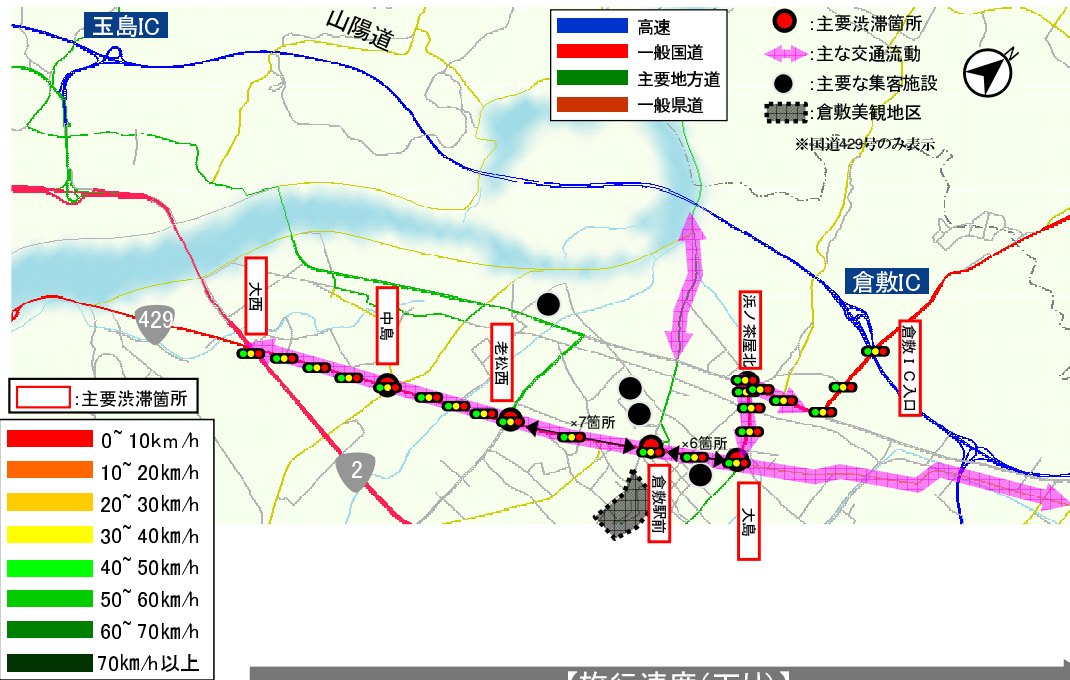 玉島IC
山陽道
高速
一般国道
主要地方道
一般県道
:主要渋滞箇所
:主な交通流動
:主要な集客施設
:倉敷美観地区
※国道429号のみ表示
N
倉敷IC
429
大西
中島
老松西
浜ノ茶屋北
倉敷IC入口
×7箇所
×6箇所
倉敷駅前
大島
2
:主要渋滞箇所
0~10km/h
10~20km/h
20~30km/h
30~40km/h
40~50km/h
50~60km/h
60~70km/h
70km/h以上
【旅行速度(下り)】